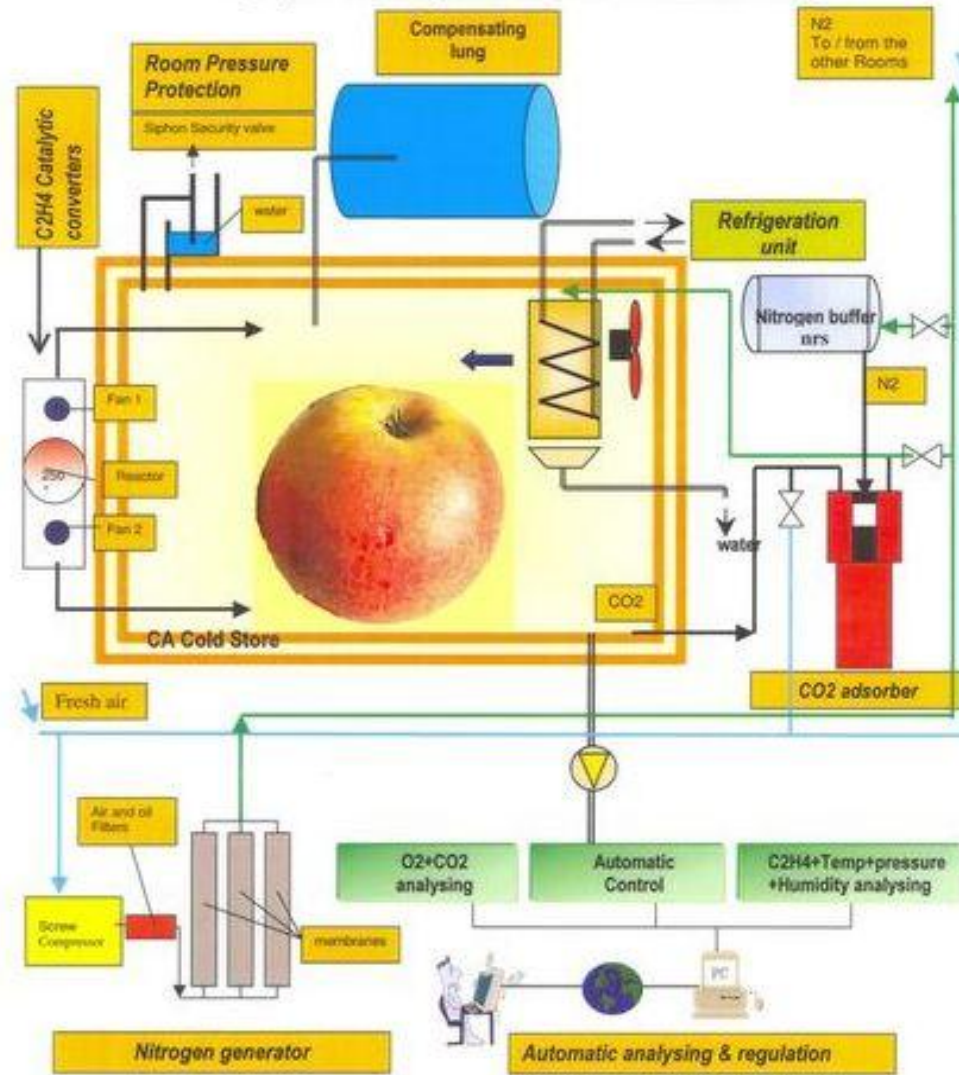 Compensating
lung
N2
To / from the
other Rooms
Room Pressure
Protection
Siphon Security valve
C2H4 Catalytic
converters
water
Refrigeration
unit
Nitrogen buffer
nrs
N2
Fan 1
Reactor
250
Fan 2
water
CO2
CA Cold Store
CO2 adsorber
Fresh air
Air and oil
Filters
O2+CO2
analysing
Automatic
Control
C2H4+Temp+pressure
+Humidity analysing
Screw
Compressor
membranes
PC
Nitrogen generator
Automatic analysing & regulation